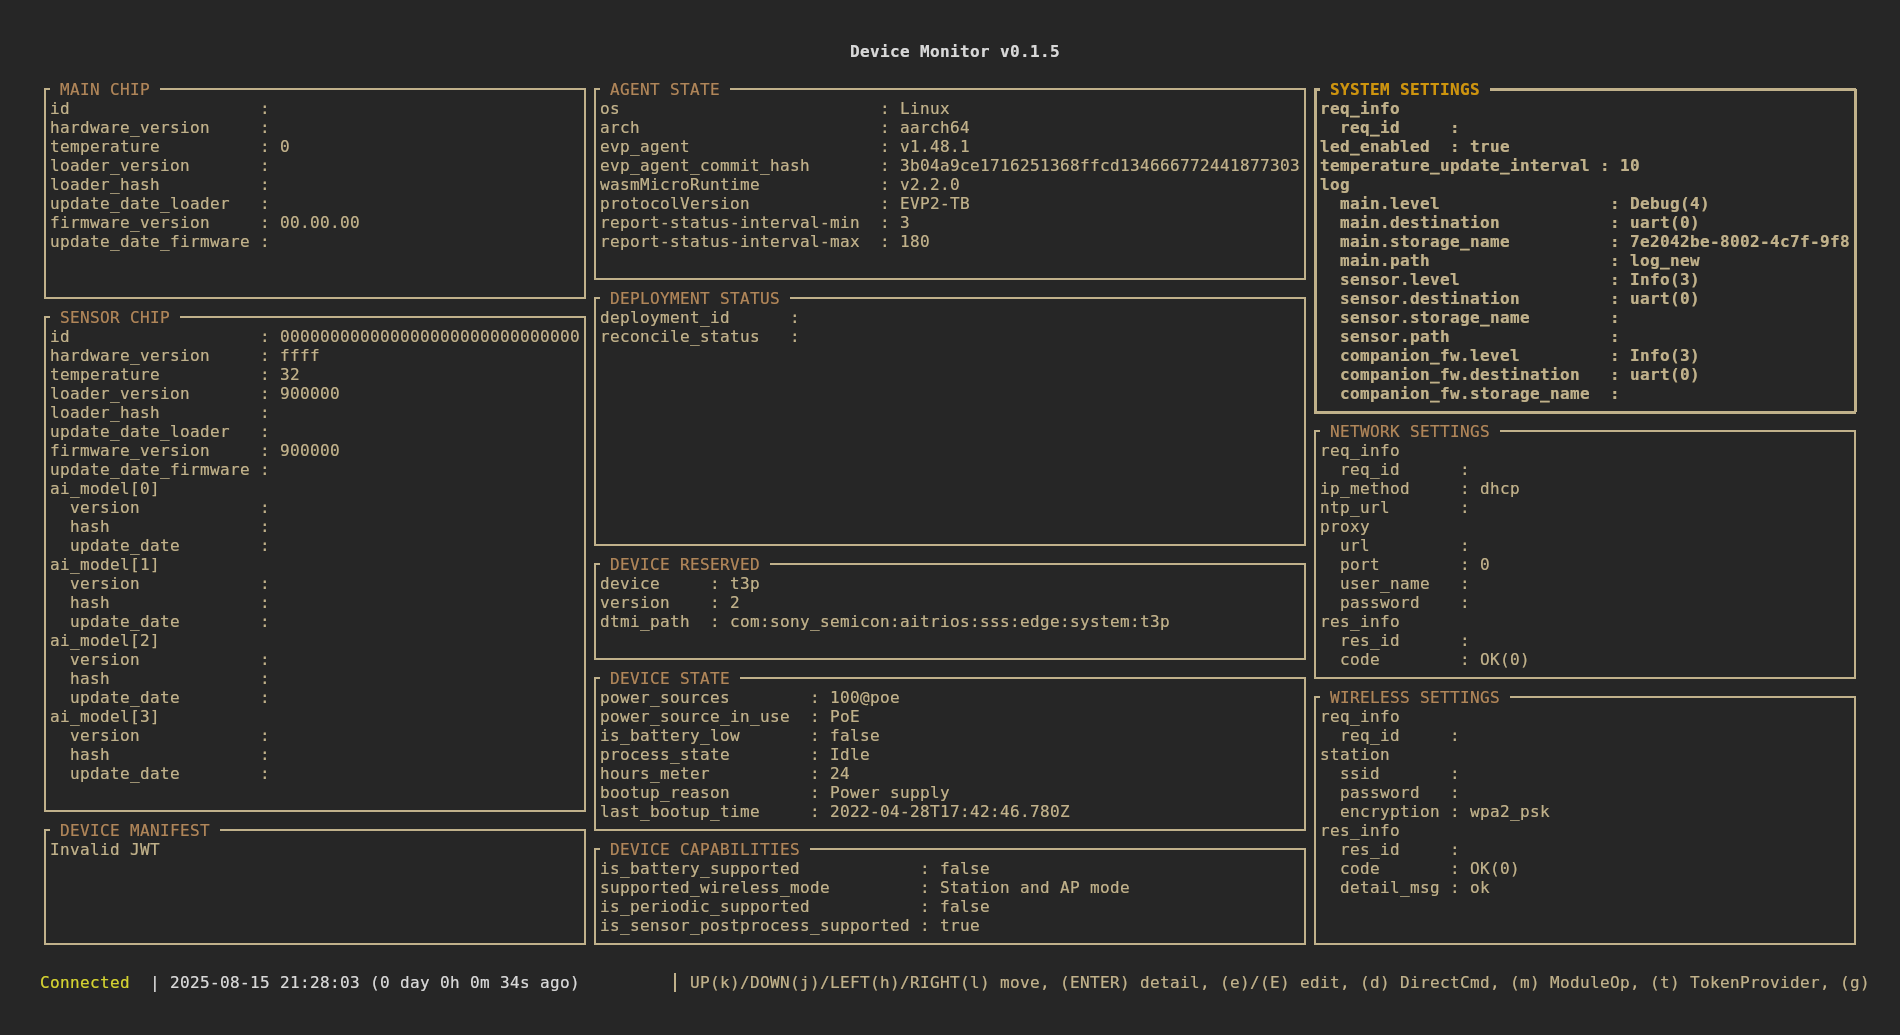 Device Monitor v0.1.5
MAIN CHIP
id :
hardware_version :
temperature : 0
loader_version :
loader_hash :
update_date_loader :
firmware_version : 00.00.00
update_date_firmware :
SENSOR CHIP
id : 000000000000000000000000000000
hardware_version : ffff
temperature : 32
loader_version : 900000
loader_hash :
update_date_loader :
firmware_version : 900000
update_date_firmware :
ai_model[0]
version :
hash :
update_date :
ai_model[1]
version :
hash :
update_date :
ai_model[2]
version :
hash :
update_date :
ai_model[3]
version :
hash :
update_date :
DEVICE MANIFEST
Invalid JWT
AGENT STATE
os : Linux
arch : aarch64
evp_agent : v1.48.1
evp_agent_commit_hash : 3b04a9ce1716251368ffcd134666772441877303
wasmMicroRuntime : v2.2.0
protocolVersion : EVP2-TB
report-status-interval-min : 3
report-status-interval-max : 180
DEPLOYMENT STATUS
deployment_id :
reconcile_status :
DEVICE RESERVED
device : t3p
version : 2
dtmi_path : com:sony_semicon:aitrios:sss:edge:system:t3p
DEVICE STATE
power_sources : 100@poe
power_source_in_use : PoE
is_battery_low : false
process_state : Idle
hours_meter : 24
bootup_reason : Power supply
last_bootup_time : 2022-04-28T17:42:46.780Z
DEVICE CAPABILITIES
is_battery_supported : false
supported_wireless_mode : Station and AP mode
is_periodic_supported : false
is_sensor_postprocess_supported : true
SYSTEM SETTINGS
req_info
req_id :
led_enabled : true
temperature_update_interval : 10
log
main.level : Debug(4)
main.destination : uart(0)
main.storage_name : 7e2042be-8002-4c7f-9f8
main.path : log_new
sensor.level : Info(3)
sensor.destination : uart(0)
sensor.storage_name :
sensor.path :
companion_fw.level : Info(3)
companion_fw.destination : uart(0)
companion_fw.storage_name :
NETWORK SETTINGS
req_info
req_id :
ip_method : dhcp
ntp_url :
proxy
url :
port : 0
user_name :
password :
res_info
res_id :
code : OK(0)
WIRELESS SETTINGS
req_info
req_id :
station
ssid :
password :
encryption : wpa2_psk
res_info
res_id :
code : OK(0)
detail_msg : ok
Connected | 2025-08-15 21:28:03 (0 day 0h 0m 34s ago)
UP(k)/DOWN(j)/LEFT(h)/RIGHT(l) move, (ENTER) detail, (e)/(E) edit, (d) DirectCmd, (m) ModuleOp, (t) TokenProvider, (g)